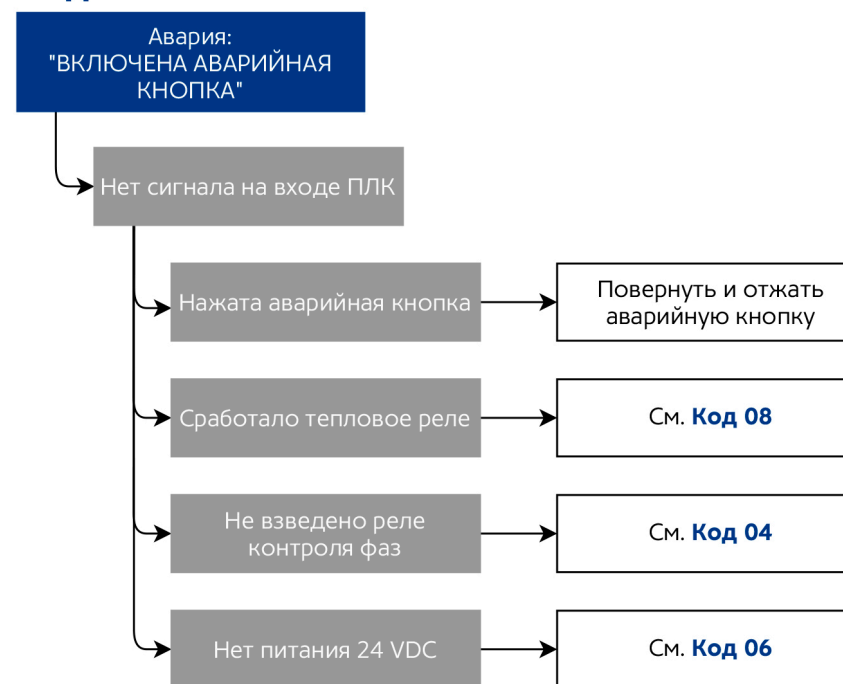 Авария:
"ВКЛЮЧЕНА АВАРИЙНАЯ
КНОПКА"
Нет сигнала на входе ПЛК
Нажата аварийная кнопка
Повернуть и отжать
аварийную кнопку
Сработало тепловое реле
См. Код 08
Не взведено реле
контроля фаз
См. Код 04
Нет питания 24 VDC
См. Код 06